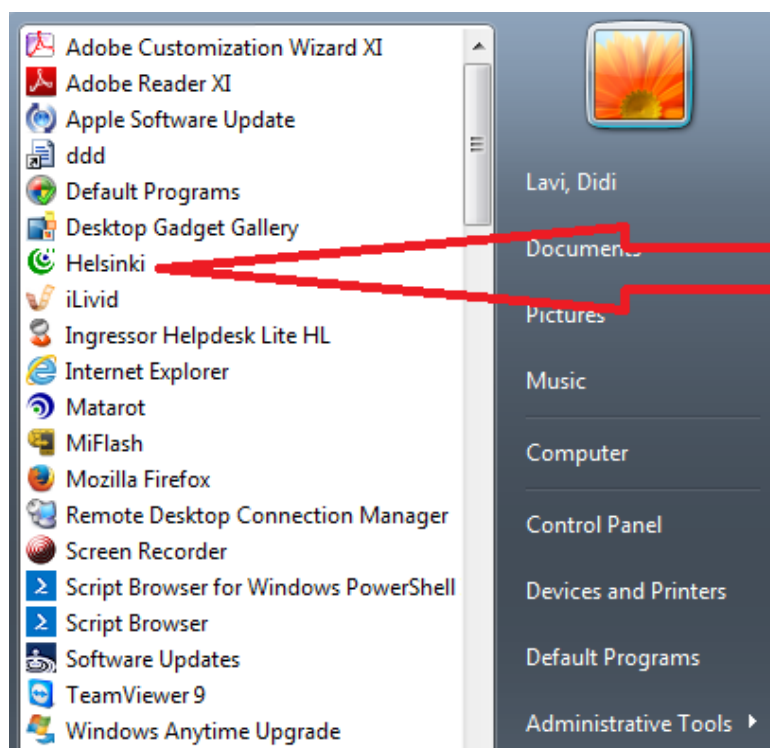 Adobe Customization Wizard XI
Adobe Reader XI
Apple Software Update
ddd
Default Programs
Desktop Gadget Gallery
Helsinki
iLivid
Ingressor Helpdesk Lite HL
Internet Explorer
Matarot
MiFlash
Mozilla Firefox
Remote Desktop Connection Manager
Screen Recorder
Script Browser for Windows PowerShell
Script Browser
Software Updates
TeamViewer 9
Windows Anytime Upgrade
Lavi, Didi
Documents
Pictures
Music
Computer
Control Panel
Devices and Printers
Default Programs
Administrative Tools